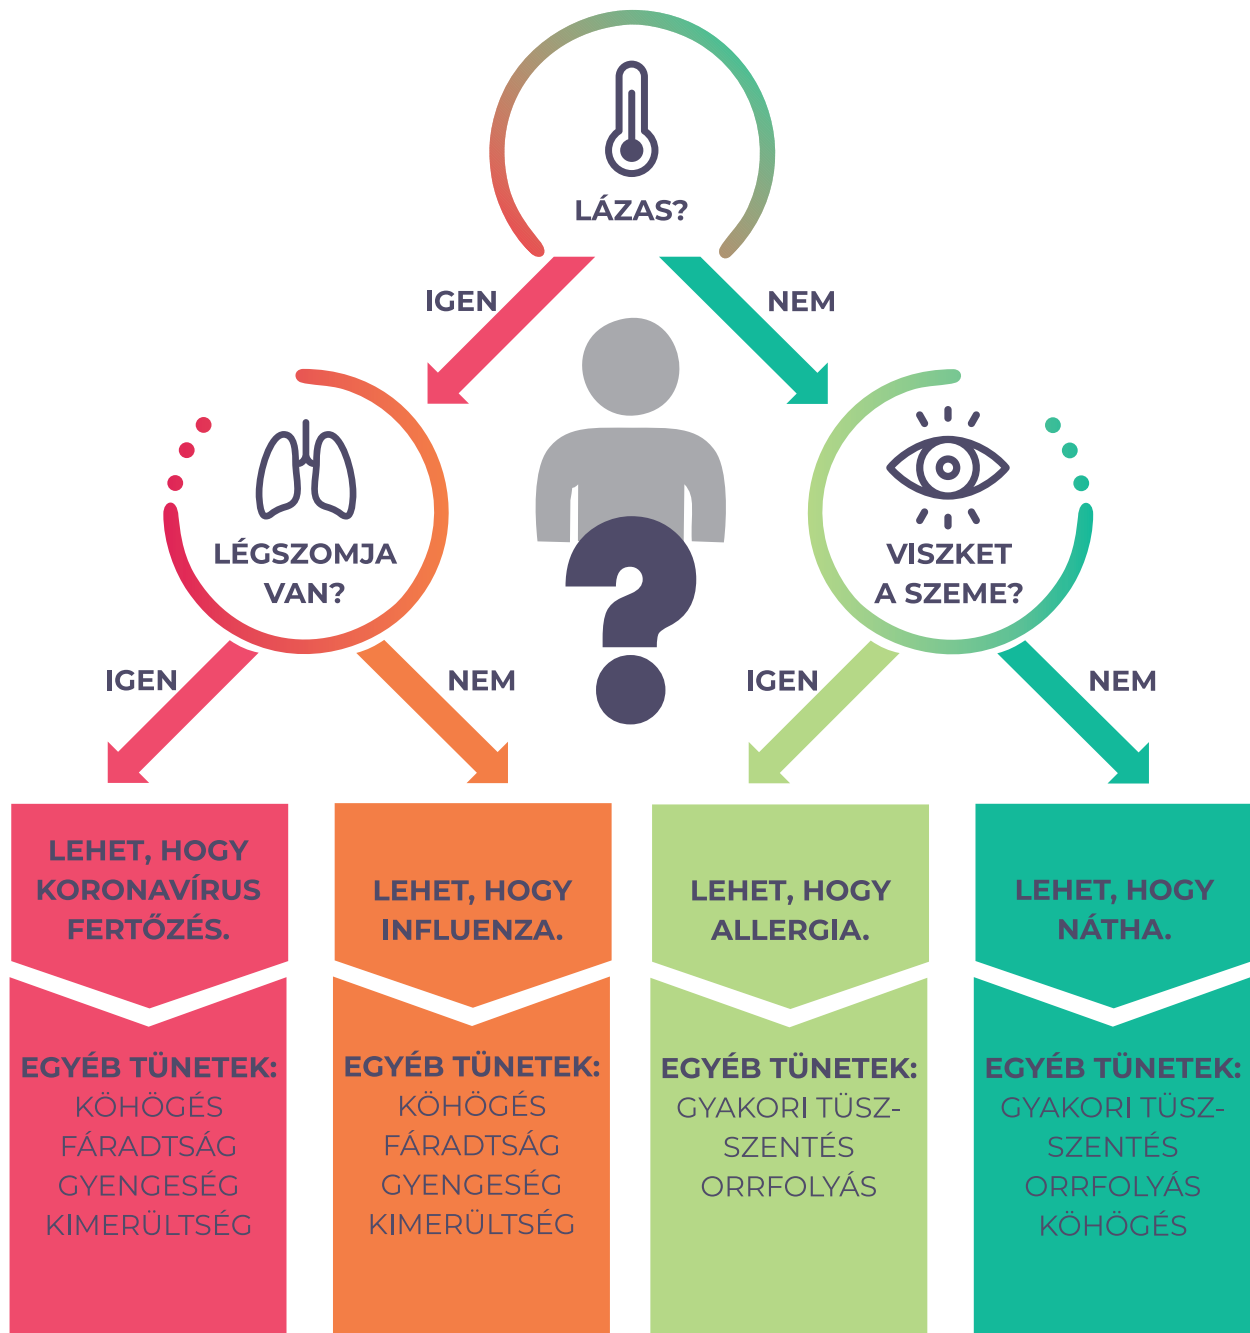 LÁZAS?
IGEN
NEM
LÉGSZOMJA
VAN?
VISZKET
A SZEME?
IGEN
NEM
IGEN
NEM
LEHET, HOGY
KORONAVÍRUS
FERTŐZÉS.
LEHET, HOGY
INFLUENZA.
LEHET, HOGY
ALLERGIA.
LEHET, HOGY
NÁTHA.
EGYÉB TÜNETEK:
KÖHÖGÉS
FÁRADTSÁG
GYENGESÉG
KIMERÜLTSÉG
EGYÉB TÜNETEK:
KÖHÖGÉS
FÁRADTSÁG
GYENGESÉG
KIMERÜLTSÉG
EGYÉB TÜNETEK:
GYAKORI TÜSZ-
SZENTÉS
ORRFOLYÁS
EGYÉB TÜNETEK:
GYAKORI TÜSZ-
SZENTÉS
ORRFOLYÁS
KÖHÖGÉS